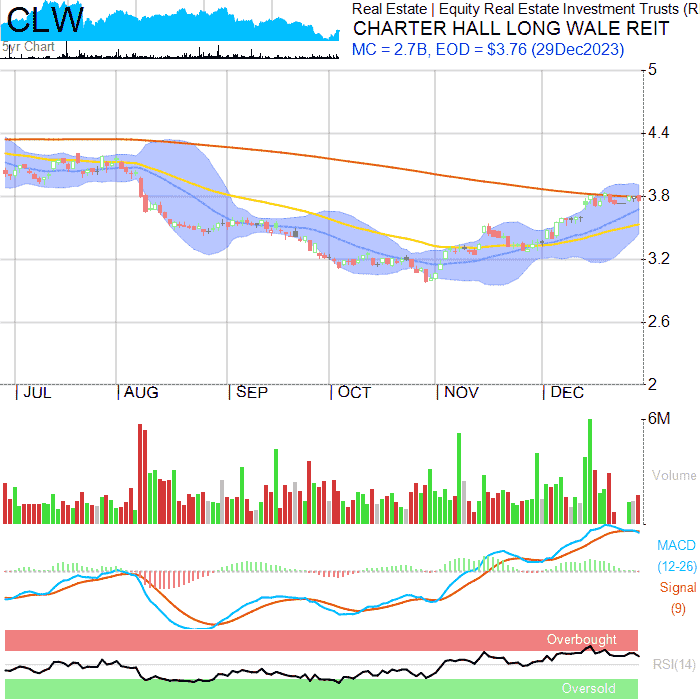 CLW
5yr Chart
Real Estate | Equity Real Estate Investment Trusts (R
CHARTER HALL LONG WALE REIT
MC = 2.7B, EOD = $3.76 (29Dec2023)
5
4.4
3.8
3.2
2.6
2
JUL AUG SEP OCT NOV DEC
6M
Volume
MACD
(12-26)
Signal
(9)
Overbought
RSI(14)
Oversold